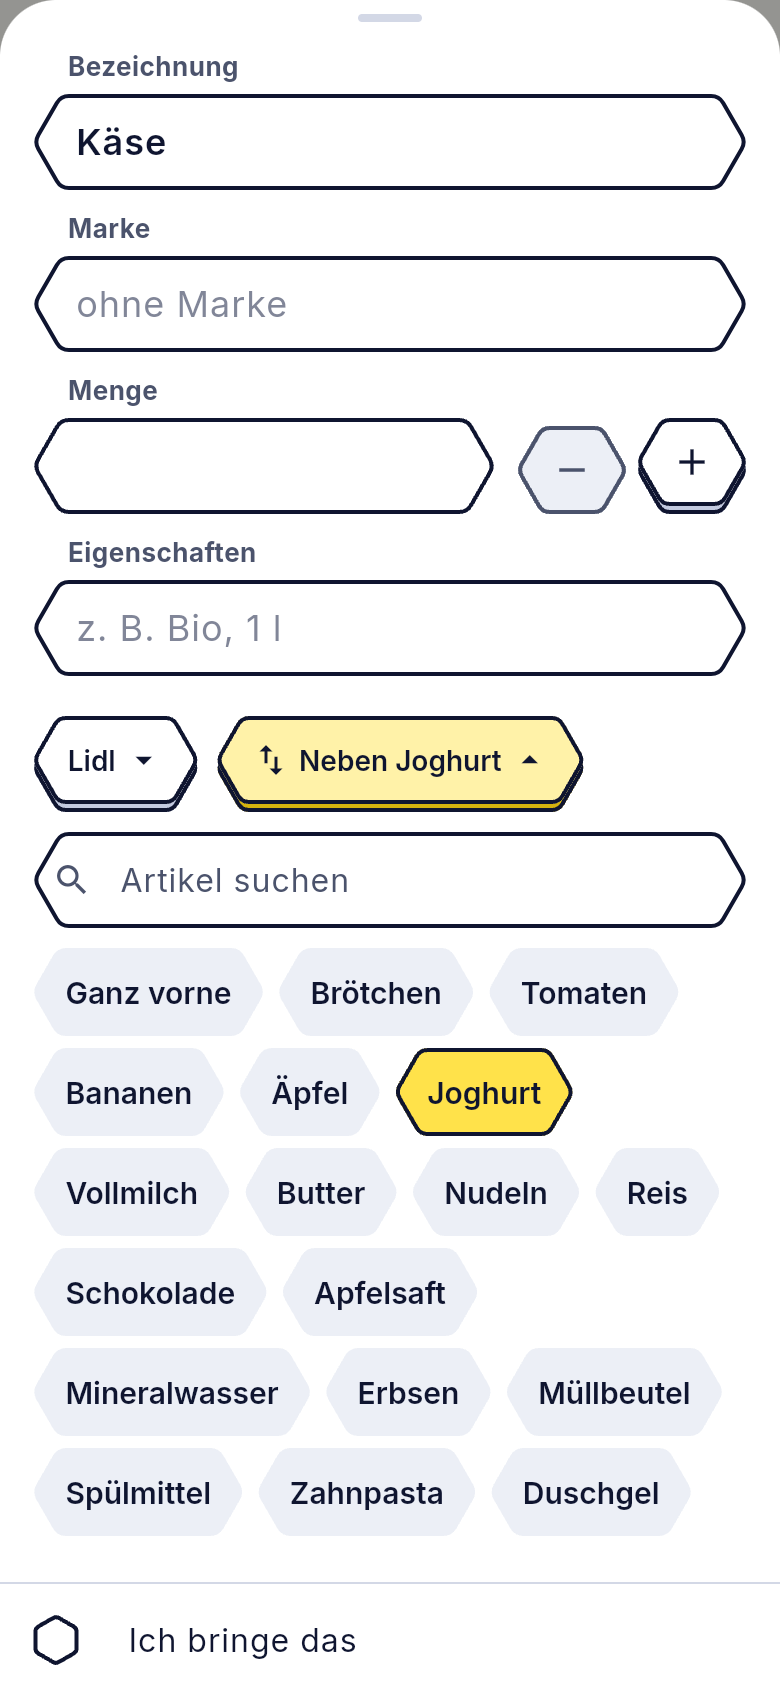 Bezeichnung
Käse
Marke
ohne Marke
Menge
Eigenschaften
z. B. Bio, 1 l
Lidl Neben Joghurt
Artikel suchen
Ganz vorne Brötchen Tomaten
Bananen Äpfel Joghurt
Vollmilch Butter Nudeln Reis
Schokolade Apfelsaft
Mineralwasser Erbsen Müllbeutel
Spülmittel Zahnpasta Duschgel
Ich bringe das